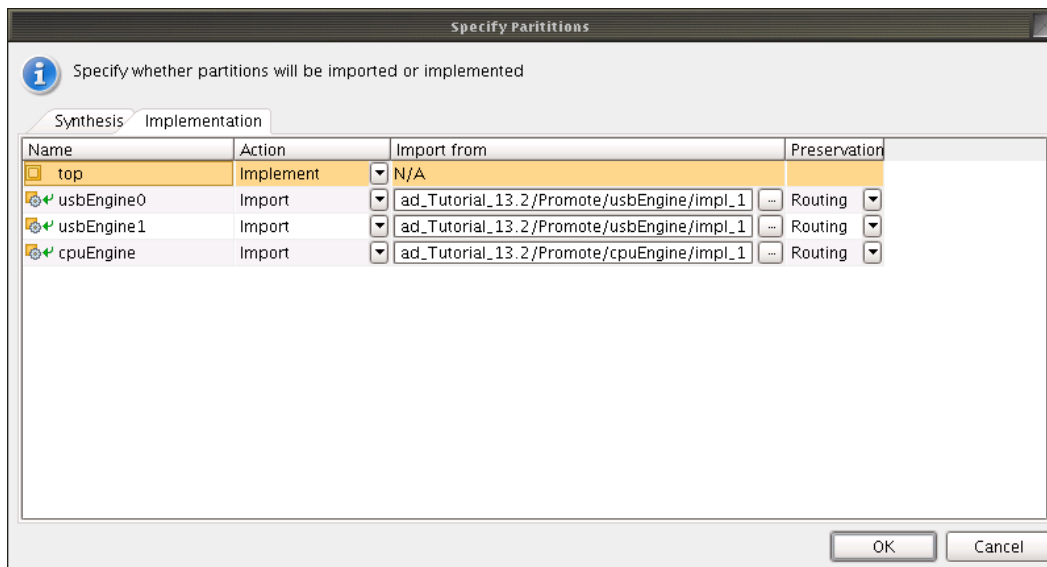 Specify Parititions
Specify whether partitions will be imported or implemented
Synthesis Implementation
Name Action Import from Preservation
top Implement N/A
usbEngine0 Import ad_Tutorial_13.2/Promote/usbEngine/impl_1 ... Routing
usbEngine1 Import ad_Tutorial_13.2/Promote/usbEngine/impl_1 ... Routing
cpuEngine Import ad_Tutorial_13.2/Promote/cpuEngine/impl_1 ... Routing
OK Cancel